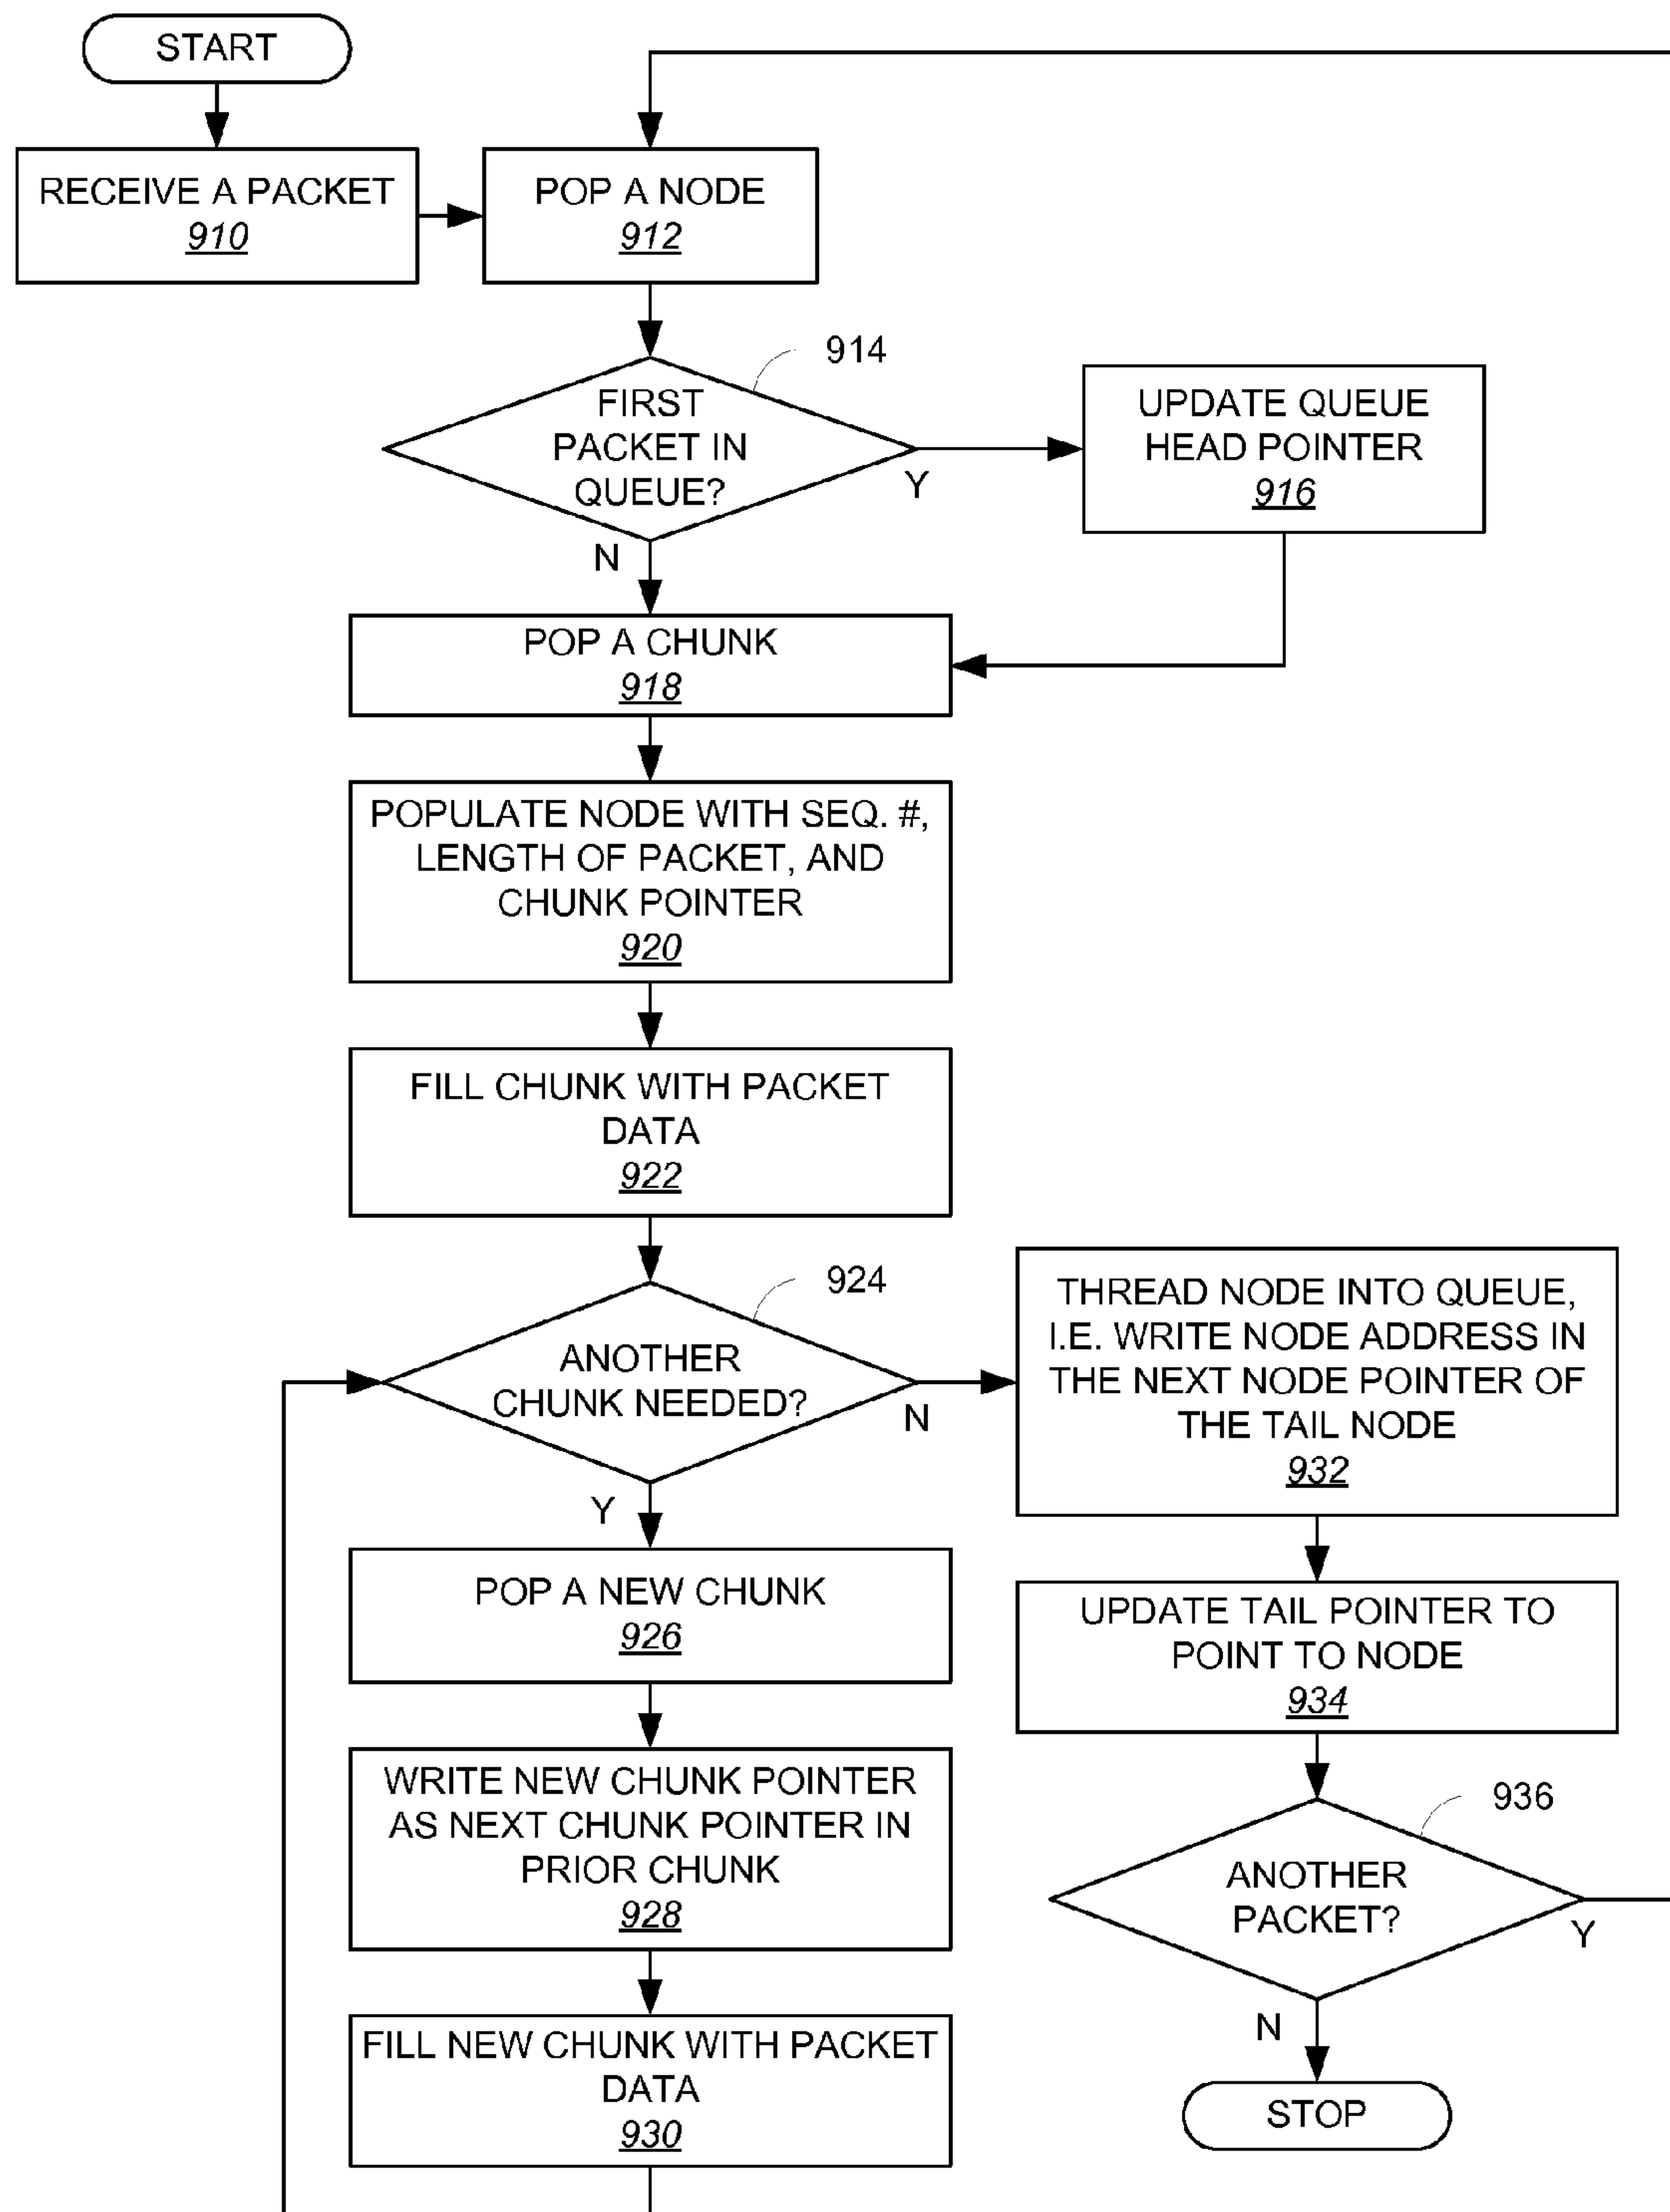 START
RECEIVE A PACKET
910
POP A NODE
912
914
FIRST
PACKET IN
QUEUE?
Y
N
UPDATE QUEUE
HEAD POINTER
916
POP A CHUNK
918
POPULATE NODE WITH SEQ. #,
LENGTH OF PACKET, AND
CHUNK POINTER
920
FILL CHUNK WITH PACKET
DATA
922
924
ANOTHER
CHUNK NEEDED?
N
Y
POP A NEW CHUNK
926
WRITE NEW CHUNK POINTER
AS NEXT CHUNK POINTER IN
PRIOR CHUNK
928
FILL NEW CHUNK WITH PACKET
DATA
930
THREAD NODE INTO QUEUE,
I.E. WRITE NODE ADDRESS IN
THE NEXT NODE POINTER OF
THE TAIL NODE
932
UPDATE TAIL POINTER TO
POINT TO NODE
934
936
ANOTHER
PACKET?
Y
N
STOP